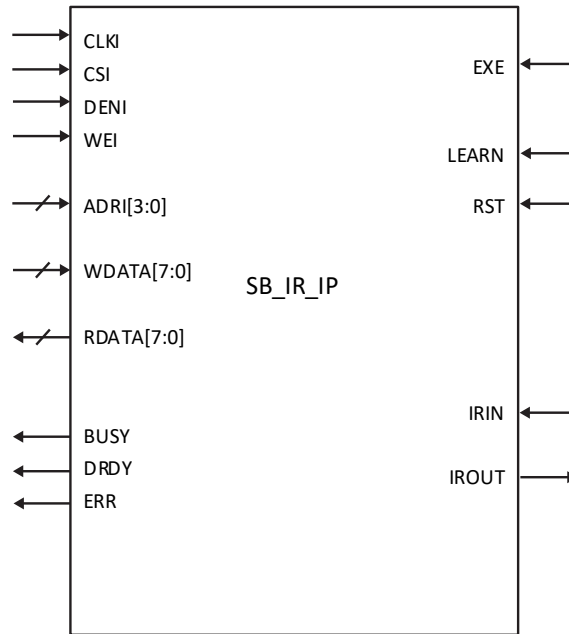 CLKI
CSI
DENI
WEI
ADRI[3:0]
WDATA[7:0]
RDATA[7:0]
BUSY
DRDY
ERR
SB_IR_IP
EXE
LEARN
RST
IRIN
IROUT